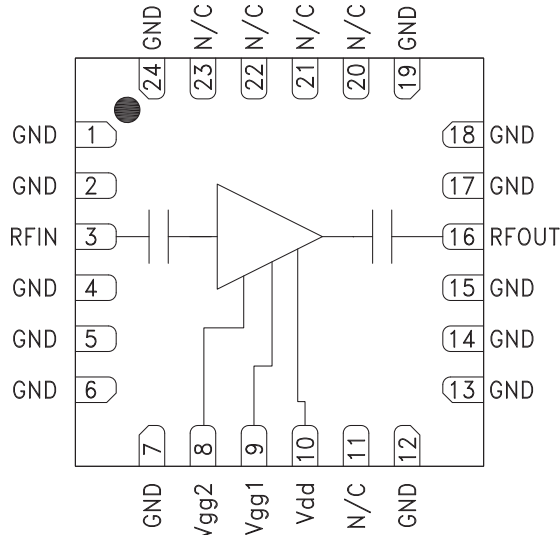 GND N/C N/C N/C N/C GND
24 23 22 21 20 19
GND 1
GND 2
RFIN 3
GND 4
GND 5
GND 6
18 GND
17 GND
16 RFOUT
15 GND
14 GND
13 GND
7 8 9 10 11 12
GND Vgg2 Vgg1 Vdd N/C GND